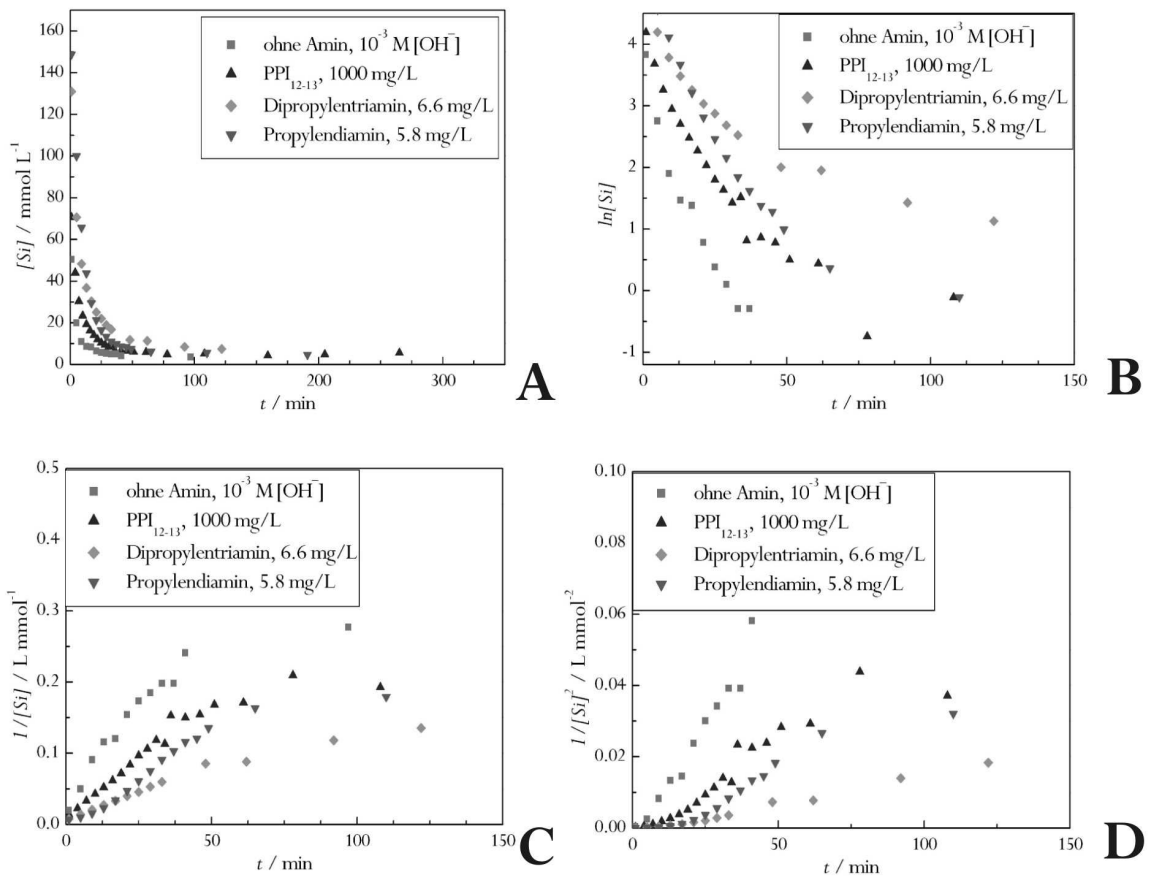 ohne Amin, 10⁻³ M [OH⁻]
PPI₁₂₋₁₃, 1000 mg/L
Dipropylentriamin, 6.6 mg/L
Propylendiamin, 5.8 mg/L
160
140
120
100
80
60
40
20
0
[Si] / mmol L⁻¹
0
100
200
300
t / min
A
ohne Amin, 10⁻³ M [OH⁻]
PPI₁₂₋₁₃, 1000 mg/L
Dipropylentriamin, 6.6 mg/L
Propylendiamin, 5.8 mg/L
4
3
2
1
0
-1
ln[Si]
0
50
100
150
t / min
B
0.5
ohne Amin, 10⁻³ M [OH⁻]
PPI₁₂₋₁₃, 1000 mg/L
Dipropylentriamin, 6.6 mg/L
Propylendiamin, 5.8 mg/L
0.4
0.3
0.2
0.1
0.0
1/[Si] / L mmol⁻¹
0
50
100
150
t / min
C
0.10
ohne Amin, 10⁻³ M [OH⁻]
PPI₁₂₋₁₃, 1000 mg/L
Dipropylentriamin, 6.6 mg/L
Propylendiamin, 5.8 mg/L
0.08
0.06
0.04
0.02
0.00
1/[Si]² / L mmol⁻²
0
50
100
150
t / min
D